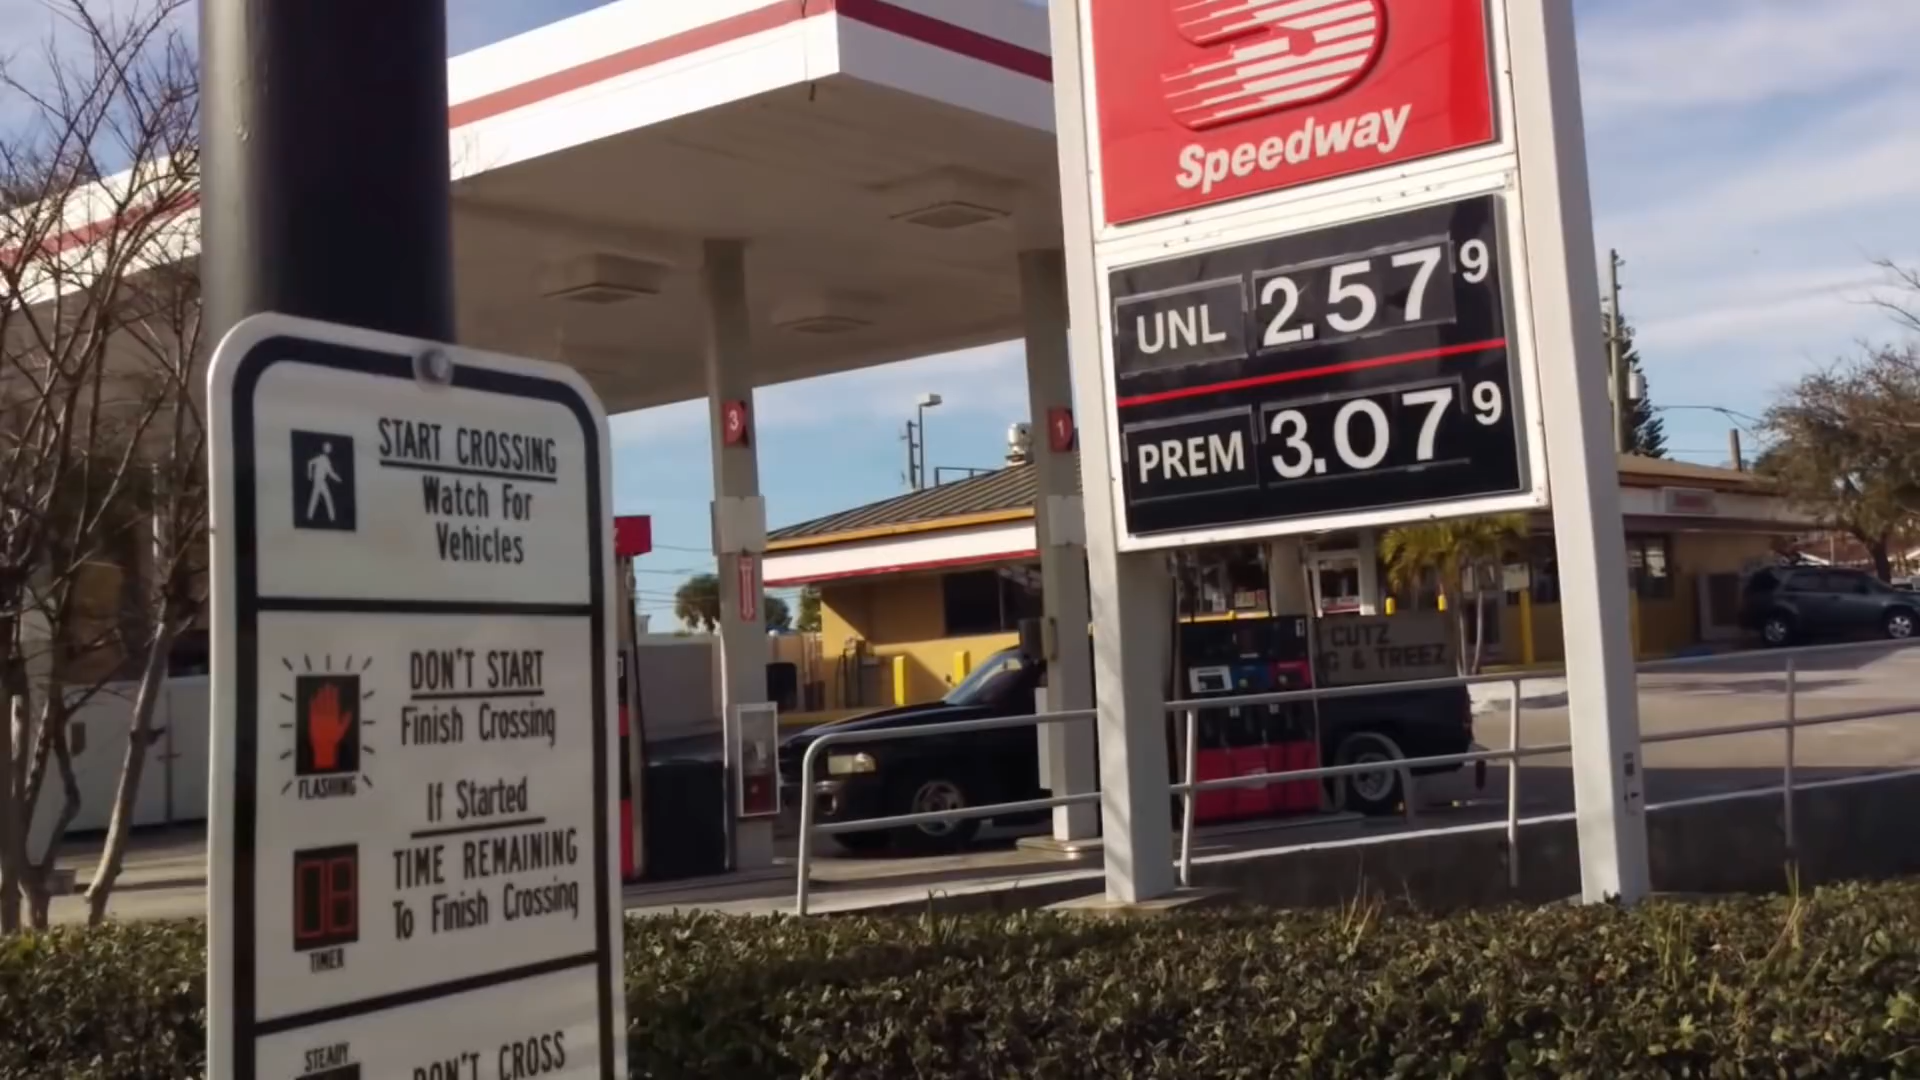 START CROSSING
Watch For
Vehicles
DON'T START
Finish Crossing
FLASHING
If Started
TIME REMAINING
To Finish Crossing
TIMER
STEADY
DON'T CROSS
Speedway
UNL 2.57 9
PREM 3.07 9
3
1
CUTZ
& TREEZ